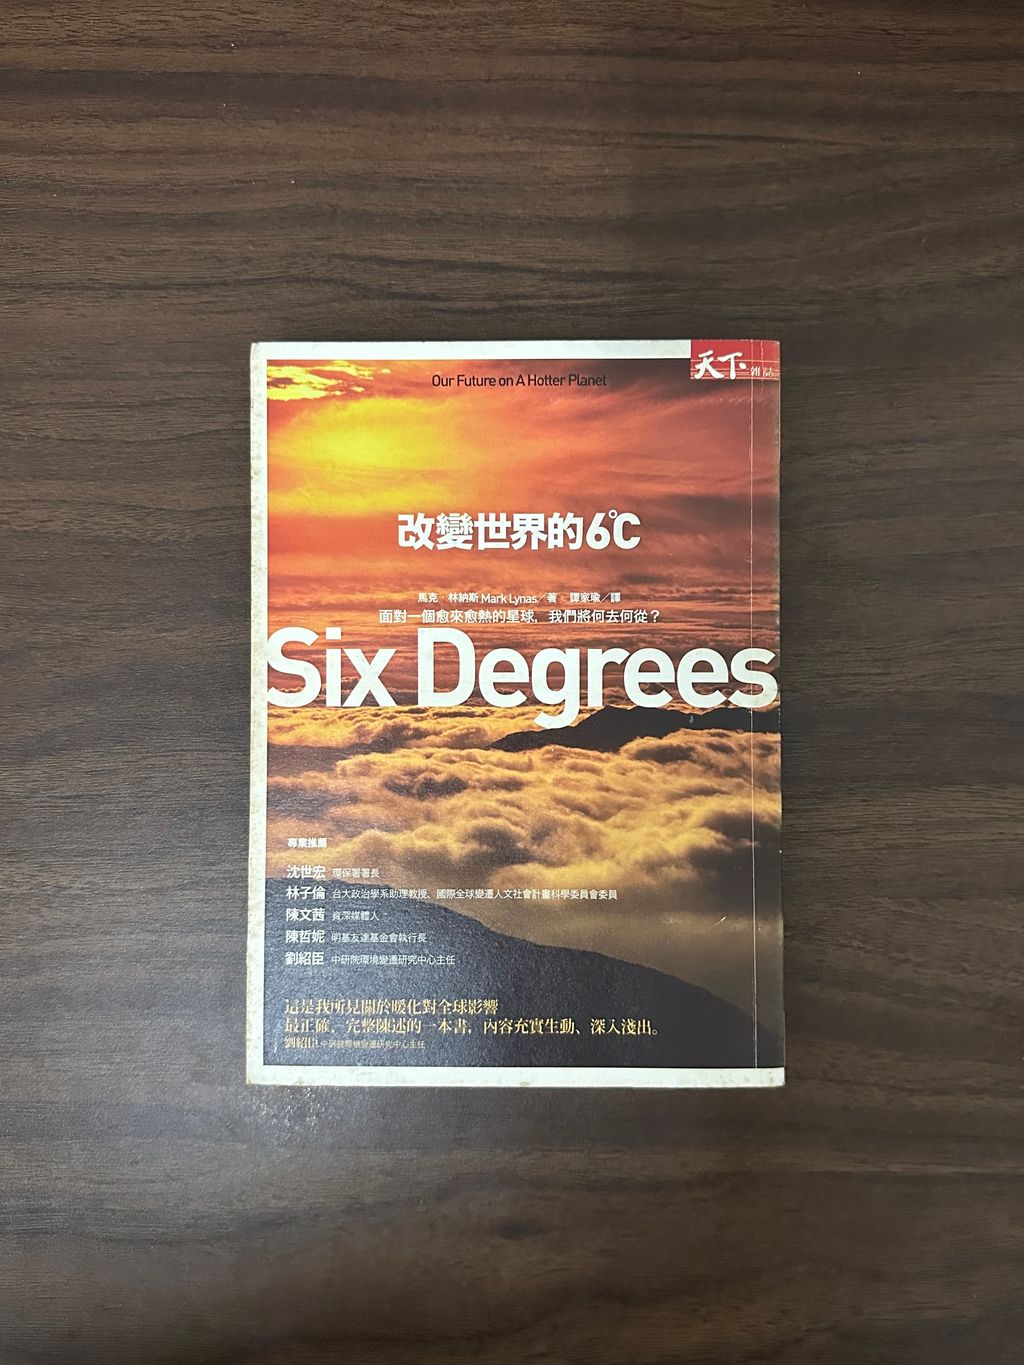 Our Future on A Hotter Planet
天下雜誌
改變世界的6°C
馬克·林納斯 Mark Lynas／著 譚家瑜／譯
面對一個愈來愈熱的星球，我們將何去何從？
Six Degrees
專業推薦
沈世宏 環保署署長
林子倫 台大政治學系助理教授、國際全球變遷人文社會計畫科學委員會委員
陳文茜 資深媒體人
陳哲妮 明基友達基金會執行長
劉紹臣 中研院環境變遷研究中心主任
這是我所見關於暖化對全球影響
最正確，完整陳述的一本書，內容充實生動、深入淺出。
劉紹臣 中研院環境變遷研究中心主任